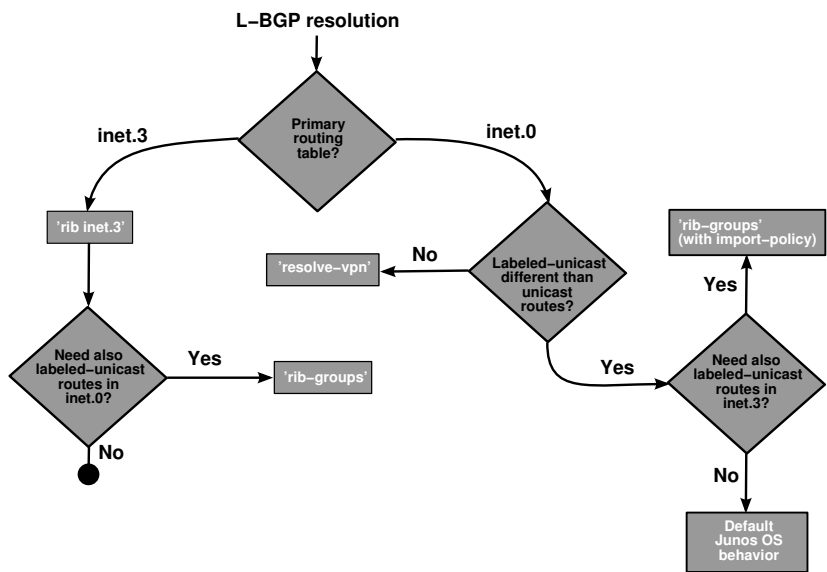 L-BGP resolution
Primary
routing
table?
inet.3
inet.0
'rib inet.3'
'resolve-vpn'
No
Labeled-unicast
different than
unicast
routes?
'rib-groups'
(with import-policy)
Yes
Need also
labeled-unicast
routes in
inet.0?
Yes
'rib-groups'
Yes
Need also
labeled-unicast
routes in
inet.3?
No
No
Default
Junos OS
behavior